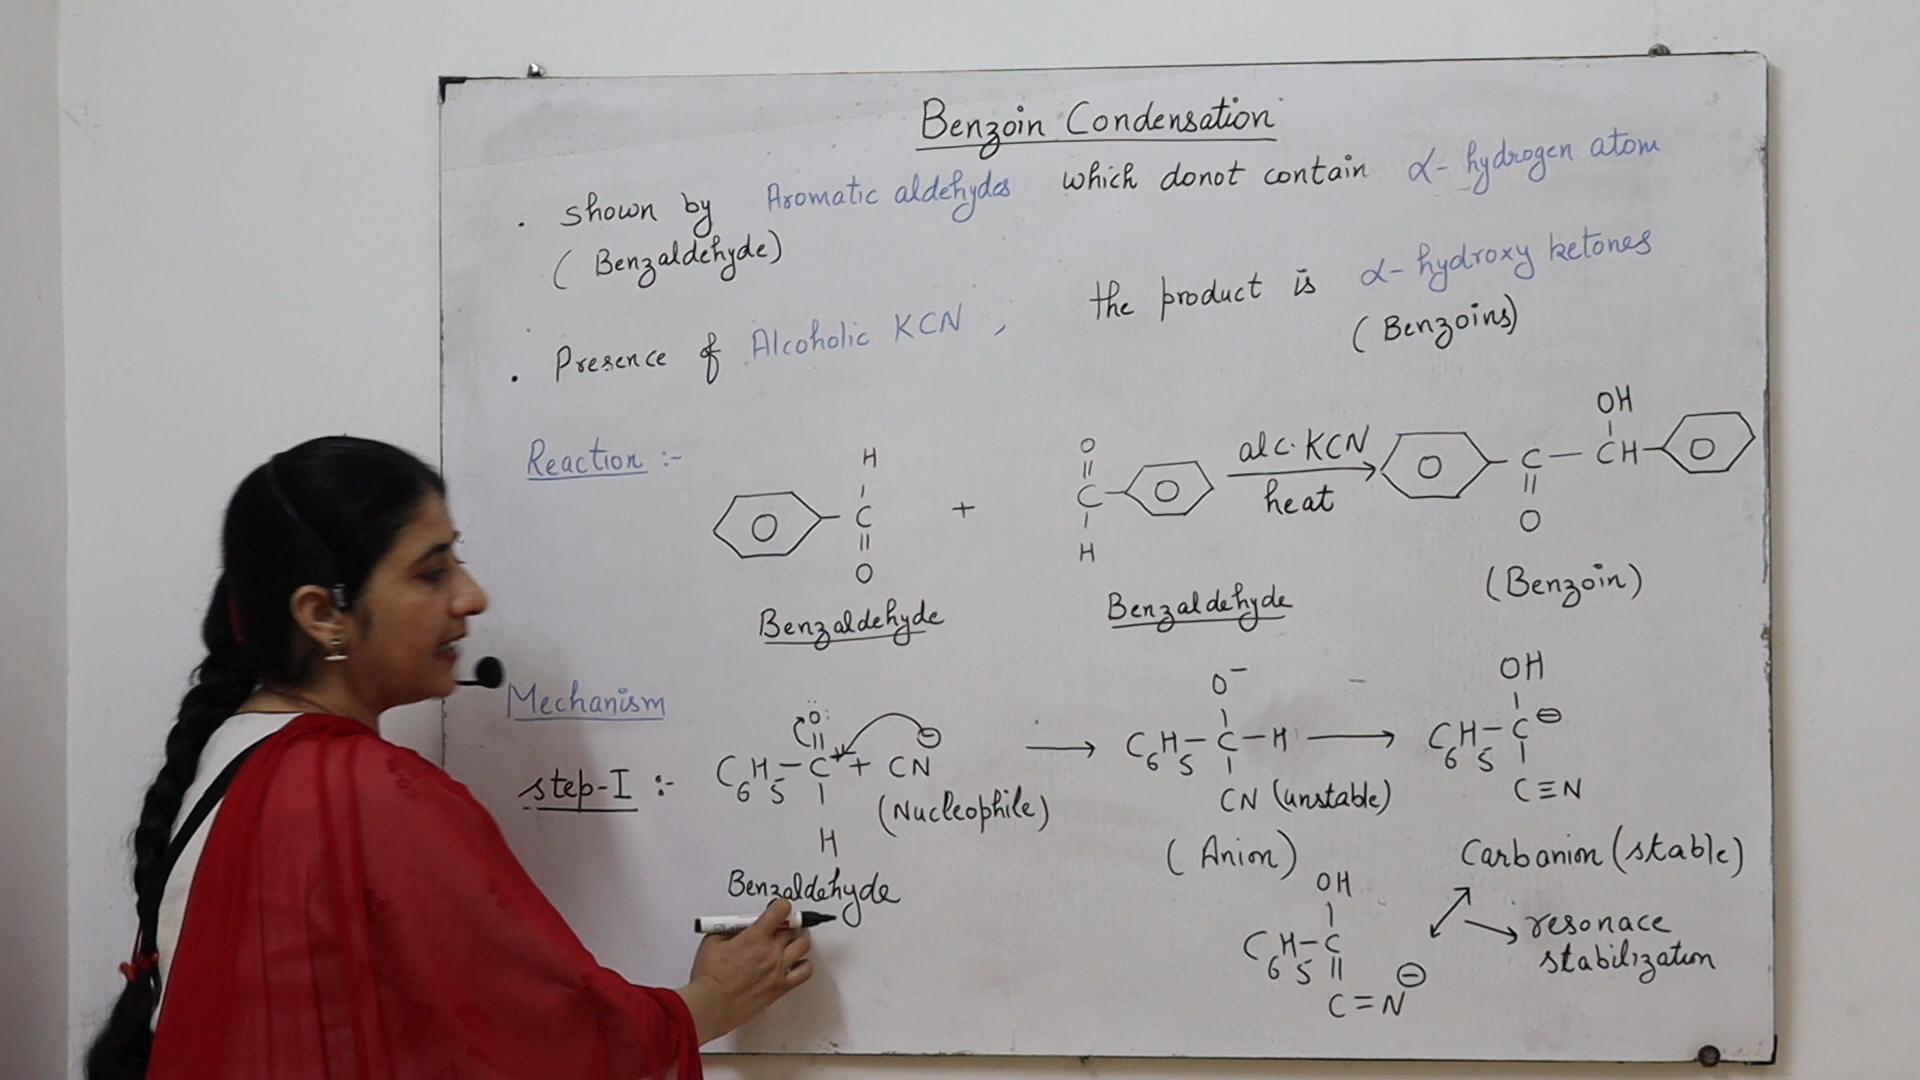 Benzoin Condensation
. shown by Aromatic aldehydes which donot contain α- hydrogen atom
( Benzaldehyde)
. Presence of Alcoholic KCN , the product is α- hydroxy ketones
( Benzoins)
Reaction :-
H
C
O
Benzaldehyde
+
O
C
H
Benzaldehyde
alc. KCN
heat
OH
C — CH
O
(Benzoin)
Mechanism
step-I :-
:O:
C6H5 – C + CN⊖
H
(Nucleophile)
Benzaldehyde
O⁻
C6H5 – C – H
CN (unstable)
( Anion)
OH
C6H5 – C⊖
C≡N
Carbanion (stable)
OH
C6H5 – C
C=N⊖
resonace
stabilization